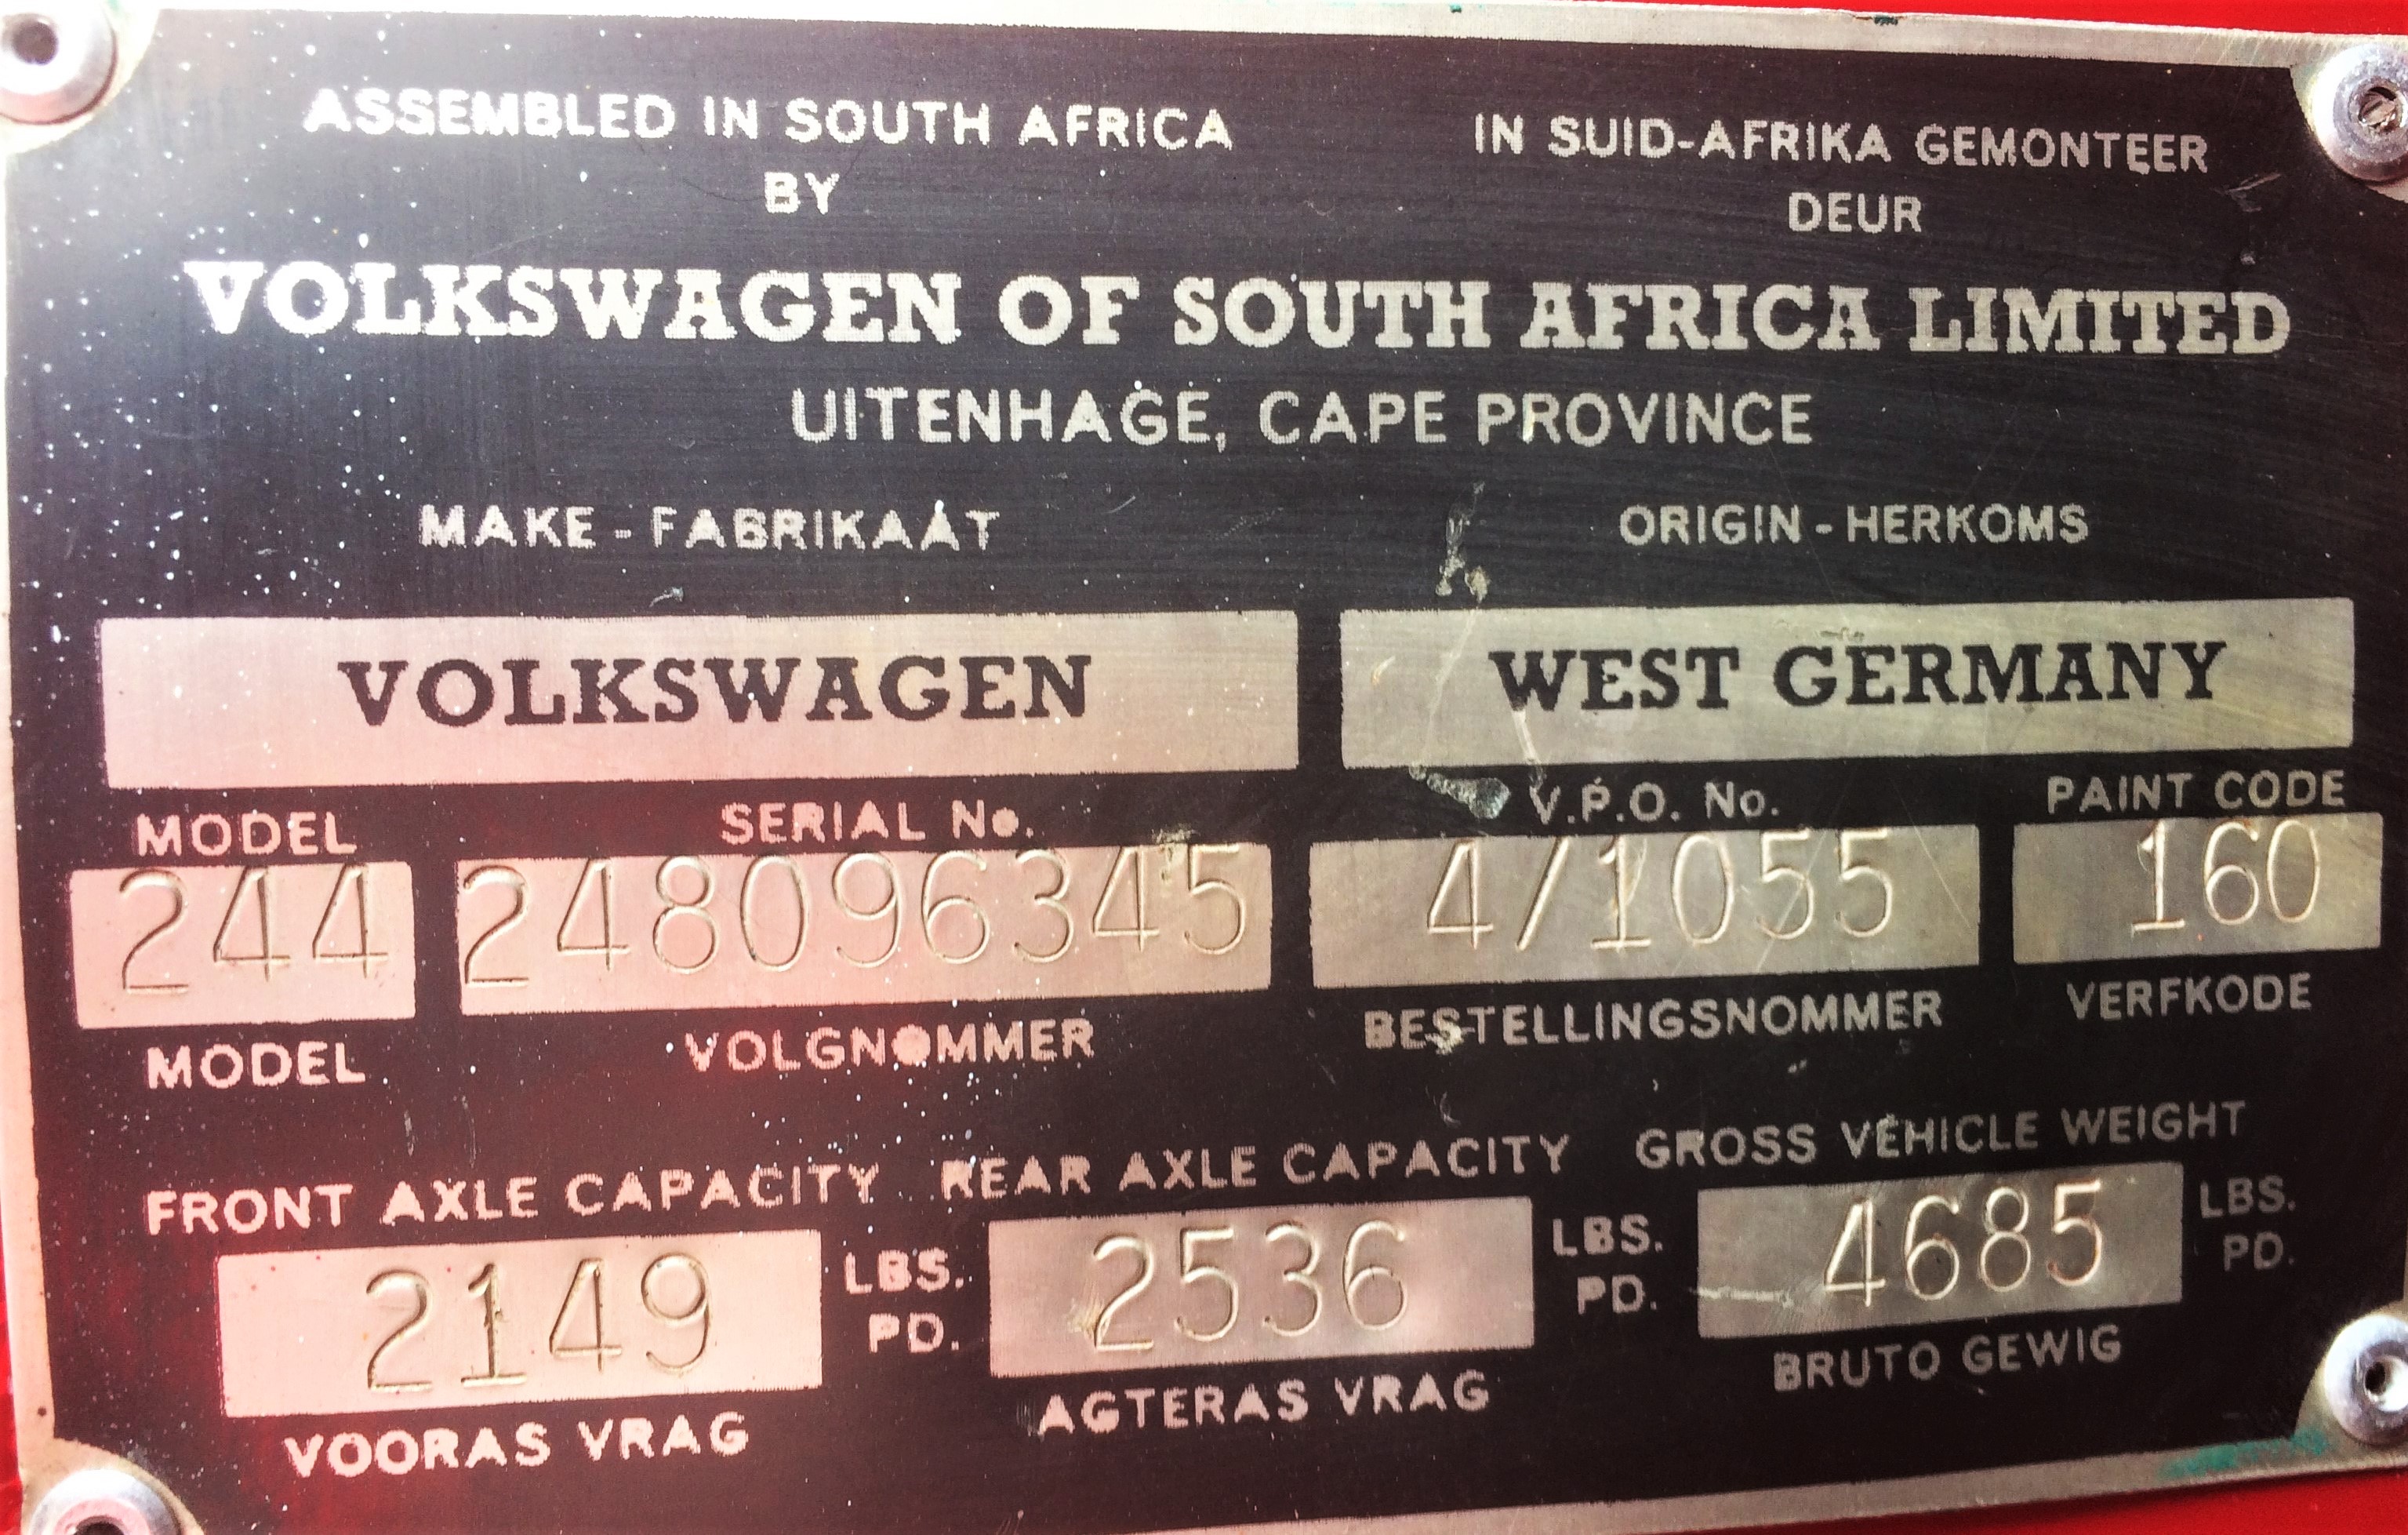 ASSEMBLED IN SOUTH AFRICA
BY
IN SUID-AFRIKA GEMONTEER
DEUR
VOLKSWAGEN OF SOUTH AFRICA LIMITED
UITENHAGE, CAPE PROVINCE
MAKE - FABRIKAAT
ORIGIN - HERKOMS
VOLKSWAGEN
WEST GERMANY
MODEL
SERIAL No.
V.P.O. No.
PAINT CODE
244
248096345
4/1055
160
MODEL
VOLGNOMMER
BESTELLINGSNOMMER
VERFKODE
FRONT AXLE CAPACITY
REAR AXLE CAPACITY
GROSS VEHICLE WEIGHT
2149
LBS.
PD.
2536
LBS.
PD.
4685
LBS.
PD.
VOORAS VRAG
AGTERAS VRAG
BRUTO GEWIG